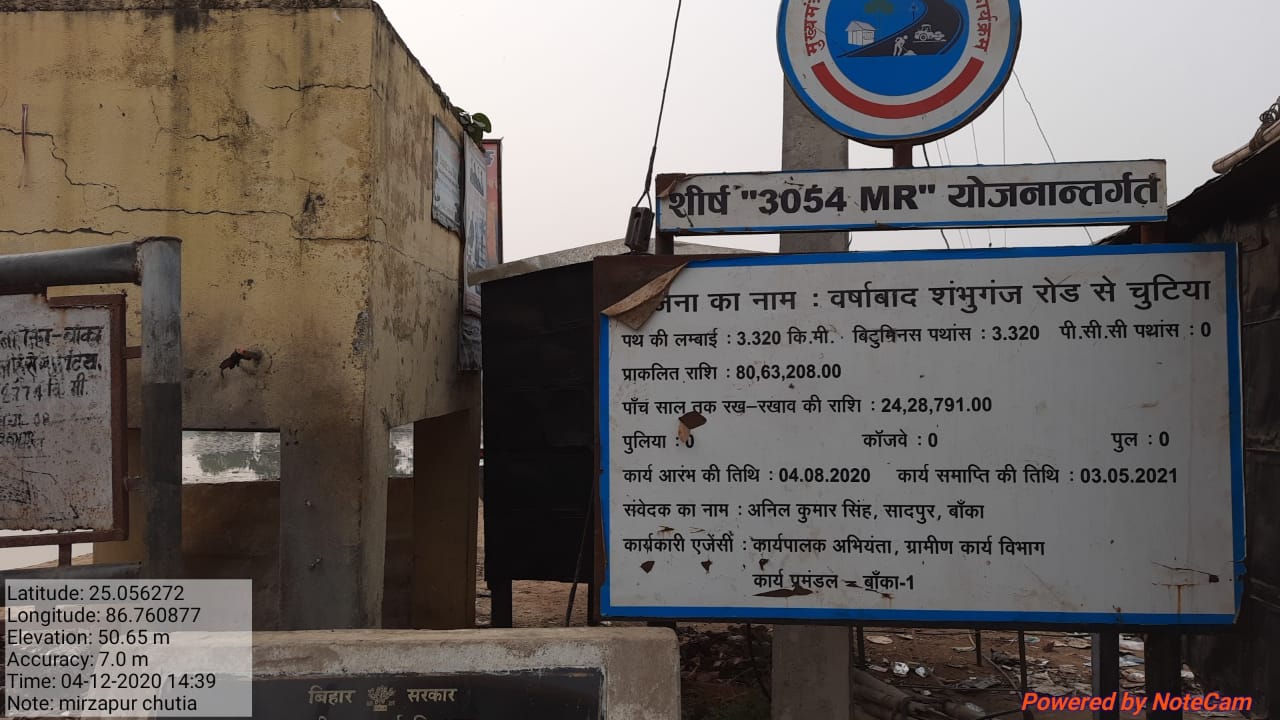 शीर्ष "3054 MR" योजनान्तर्गत
का नाम : वर्षाबाद शंभुगंज रोड से चुटिया
पथ की लम्बाई : 3.320 कि.मी. बिटुमिनस पथांस : 3.320 पी.सी.सी पथांस : 0
प्राकलित राशि : 80,63,208.00
पाँच साल तक रख-रखाव की राशि : 24,28,791.00
पुलिया : 0 कॉजवे : 0 पुल : 0
कार्य आरंभ की तिथि : 04.08.2020 कार्य समाप्ति की तिथि : 03.05.2021
संवेदक का नाम : अनिल कुमार सिंह, सादपुर, बाँका
कार्यकारी एजेंसी : कार्यपालक अभियंता, ग्रामीण कार्य विभाग
कार्य प्रमंडल - बाँका-1
बिहार सरकार
Latitude: 25.056272
Longitude: 86.760877
Elevation: 50.65 m
Accuracy: 7.0 m
Time: 04-12-2020 14:39
Note: mirzapur chutia
Powered by NoteCam